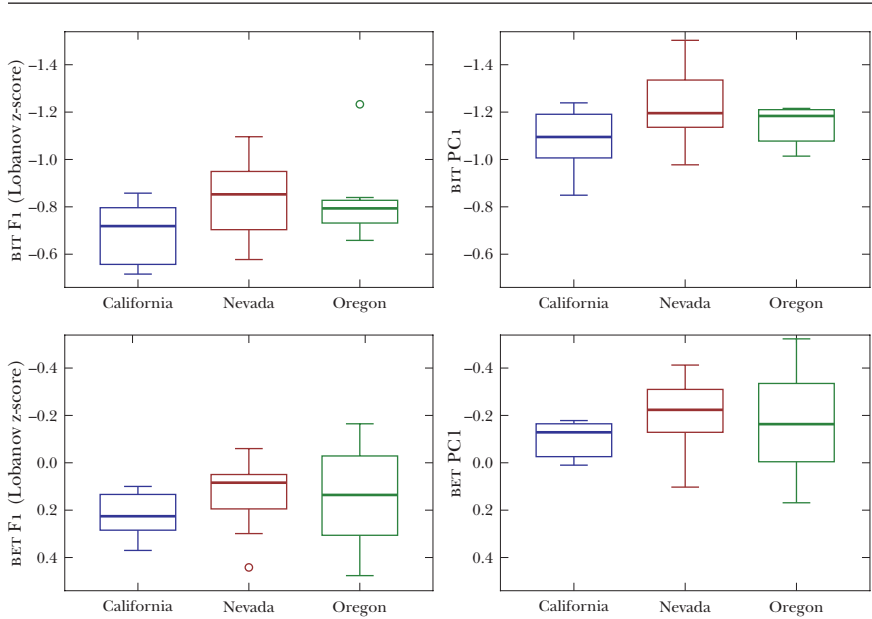 BIT F1 (Lobanov z-score)
–1.4
–1.2
–1.0
–0.8
–0.6
California Nevada Oregon
BIT PC1
–1.4
–1.2
–1.0
–0.8
–0.6
California Nevada Oregon
BET F1 (Lobanov z-score)
–0.4
–0.2
0.0
0.2
0.4
California Nevada Oregon
BET PC1
–0.4
–0.2
0.0
0.2
0.4
California Nevada Oregon